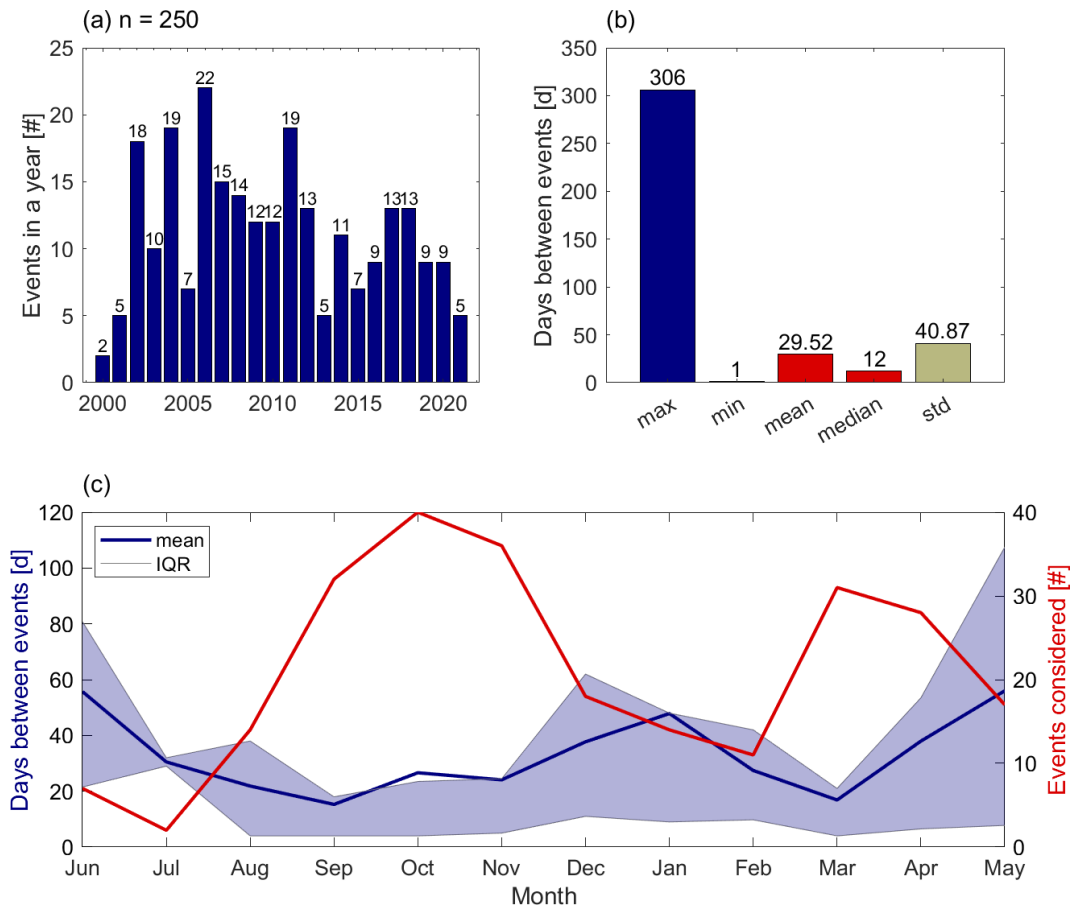 (a) n = 250
Events in a year [#]
25
20
15
10
5
0
2
5
18
10
19
7
22
15
14
12
12
19
13
5
11
7
9
13
13
9
9
5
2000
2005
2010
2015
2020
(b)
Days between events [d]
350
300
250
200
150
100
50
0
306
1
29.52
12
40.87
max
min
mean
median
std
(c)
Days between events [d]
120
100
80
60
40
20
0
mean
IQR
40
30
20
10
0
Events considered [#]
Jun
Jul
Aug
Sep
Oct
Nov
Dec
Jan
Feb
Mar
Apr
May
Month